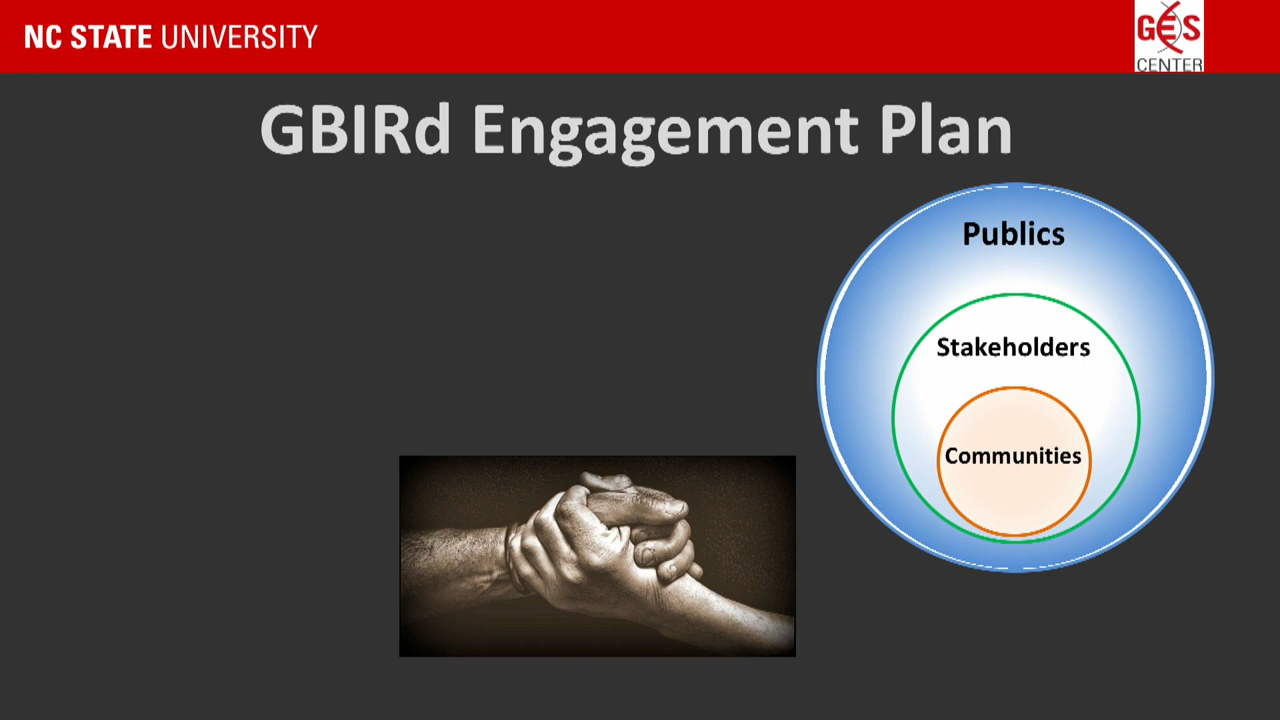 NC STATE UNIVERSITY
GES
CENTER
GBIRd Engagement Plan
Publics
Stakeholders
Communities